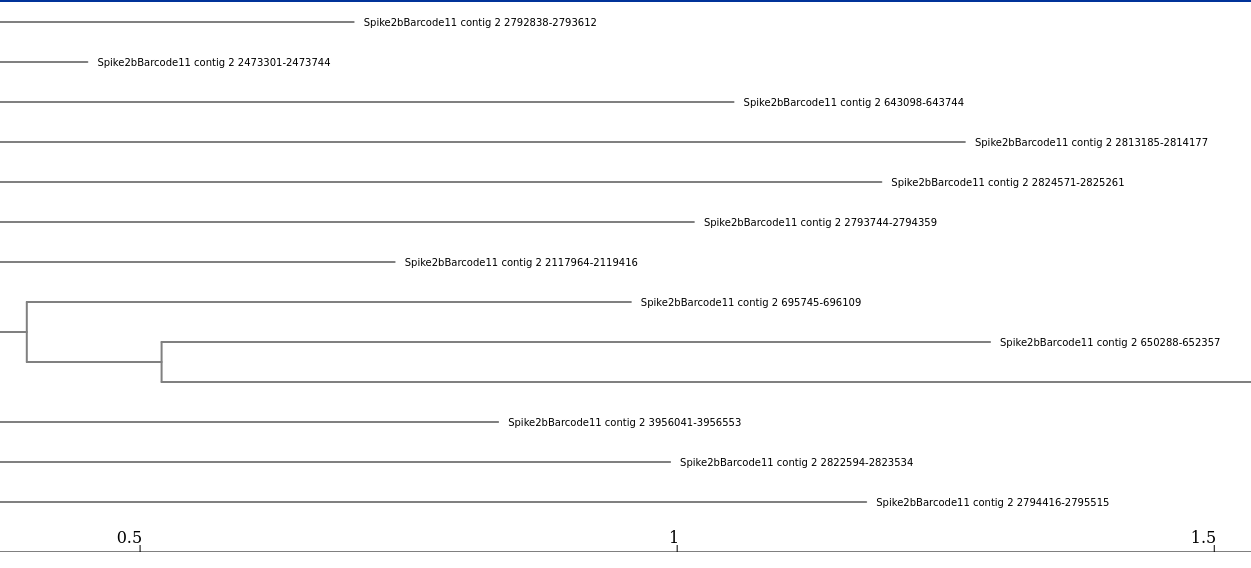 Spike2bBarcode11 contig 2 2792838-2793612
Spike2bBarcode11 contig 2 2473301-2473744
Spike2bBarcode11 contig 2 643098-643744
Spike2bBarcode11 contig 2 2813185-2814177
Spike2bBarcode11 contig 2 2824571-2825261
Spike2bBarcode11 contig 2 2793744-2794359
Spike2bBarcode11 contig 2 2117964-2119416
Spike2bBarcode11 contig 2 695745-696109
Spike2bBarcode11 contig 2 650288-652357
Spike2bBarcode11 contig 2 3956041-3956553
Spike2bBarcode11 contig 2 2822594-2823534
Spike2bBarcode11 contig 2 2794416-2795515
0.5 1 1.5